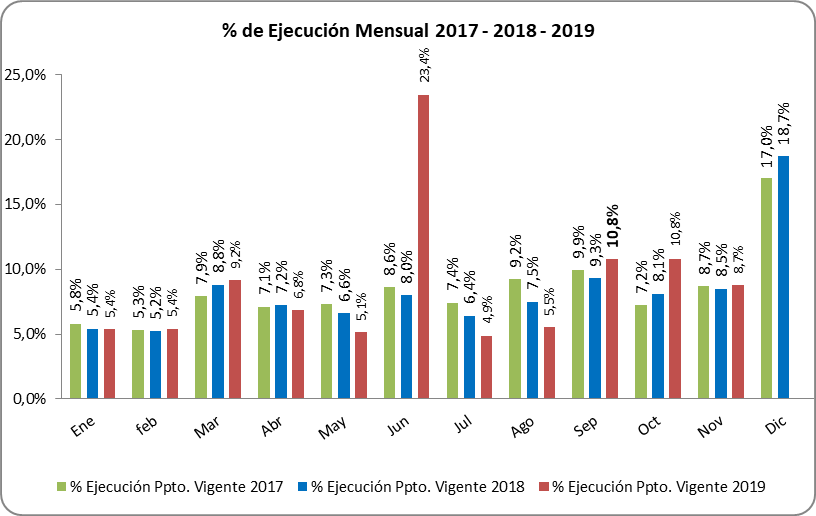 % de Ejecución Mensual 2017 - 2018 - 2019
25,0%
20,0%
15,0%
10,0%
5,0%
0,0%
5,8%
5,4%
5,4%
5,3%
5,2%
5,4%
7,9%
8,8%
9,2%
7,1%
7,2%
6,8%
7,3%
6,6%
5,1%
8,6%
8,0%
23,4%
7,4%
6,4%
4,9%
9,2%
7,5%
5,5%
9,9%
9,3%
10,8%
7,2%
8,1%
10,8%
8,7%
8,5%
8,7%
17,0%
18,7%
Ene
feb
Mar
Abr
May
Jun
Jul
Ago
Sep
Oct
Nov
Dic
% Ejecución Ppto. Vigente 2017
% Ejecución Ppto. Vigente 2018
% Ejecución Ppto. Vigente 2019